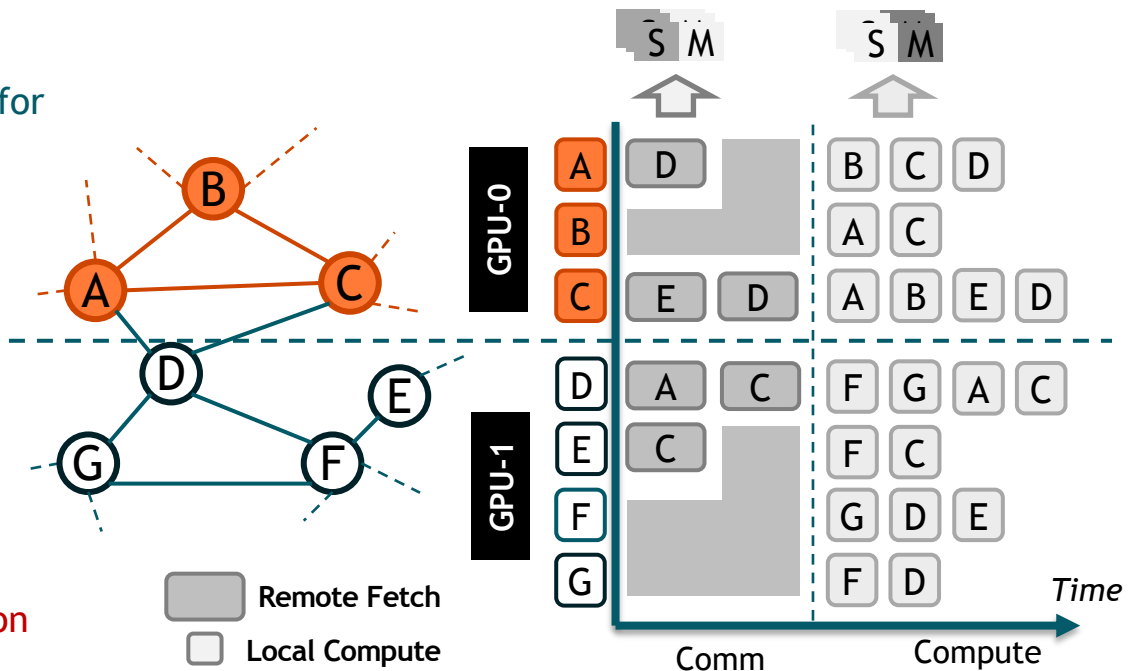 S M
S M
for
B
A
C
D
E
G
F
GPU-0
A D B C D
B A C
C E D A B E D
GPU-1
D A C F G A C
E C F C
F G D E
G F D
Time
Remote Fetch
Local Compute
on
Comm
Compute